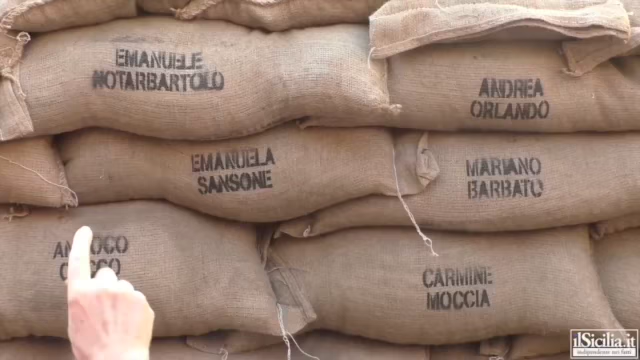 EMANUELE
NOTARBARTOLO
ANDREA
ORLANDO
EMANUELA
SANSONE
MARIANO
BARBATO
CARMINE
MOCCIA
ilSicilia.it